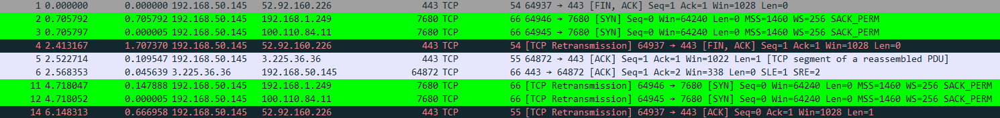 1 0.000000 0.000000 192.168.50.145 52.92.160.226 443 TCP 54 64937 → 443 [FIN, ACK] Seq=1 Ack=1 Win=1028 Len=0
2 0.705792 0.705792 192.168.50.145 192.168.1.249 7680 TCP 66 64946 → 7680 [SYN] Seq=0 Win=64240 Len=0 MSS=1460 WS=256 SACK_PERM
3 0.705797 0.000005 192.168.50.145 100.110.84.11 7680 TCP 66 64945 → 7680 [SYN] Seq=0 Win=64240 Len=0 MSS=1460 WS=256 SACK_PERM
4 2.413167 1.707370 192.168.50.145 52.92.160.226 443 TCP 54 [TCP Retransmission] 64937 → 443 [FIN, ACK] Seq=1 Ack=1 Win=1028 Len=0
5 2.522714 0.109547 192.168.50.145 3.225.36.36 443 TCP 55 64872 → 443 [ACK] Seq=1 Ack=1 Win=1022 Len=1 [TCP segment of a reassembled PDU]
6 2.568353 0.045639 3.225.36.36 192.168.50.145 64872 TCP 66 443 → 64872 [ACK] Seq=1 Ack=2 Win=338 Len=0 SLE=1 SRE=2
11 4.718047 0.147888 192.168.50.145 192.168.1.249 7680 TCP 66 [TCP Retransmission] 64946 → 7680 [SYN] Seq=0 Win=64240 Len=0 MSS=1460 WS=256 SACK_PERM
12 4.718052 0.000005 192.168.50.145 100.110.84.11 7680 TCP 66 [TCP Retransmission] 64945 → 7680 [SYN] Seq=0 Win=64240 Len=0 MSS=1460 WS=256 SACK_PERM
14 6.148313 0.666958 192.168.50.145 52.92.160.226 443 TCP 55 [TCP Retransmission] 64937 → 443 [ACK] Seq=0 Ack=1 Win=1028 Len=1